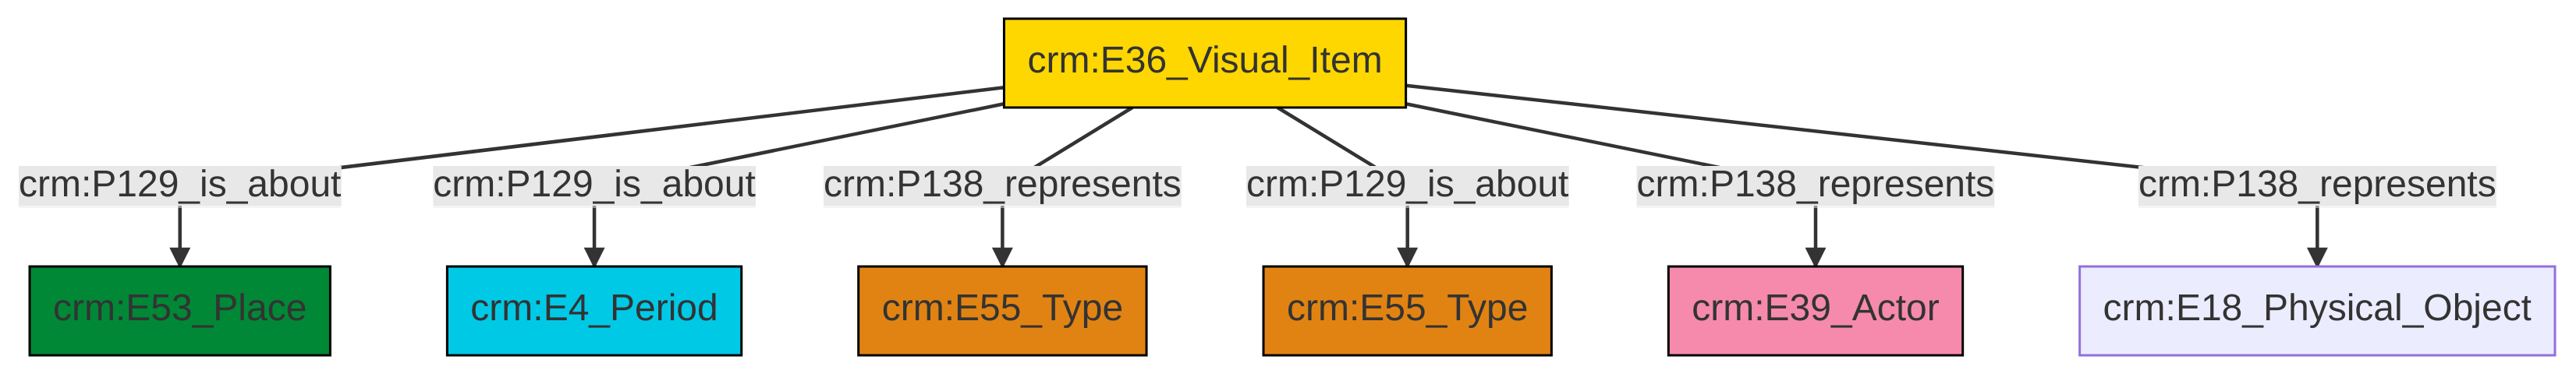 crm:E36_Visual_Item
crm:P129_is_about
crm:P129_is_about
crm:P138_represents
crm:P129_is_about
crm:P138_represents
crm:P138_represents
crm:E53_Place
crm:E4_Period
crm:E55_Type
crm:E55_Type
crm:E39_Actor
crm:E18_Physical_Object